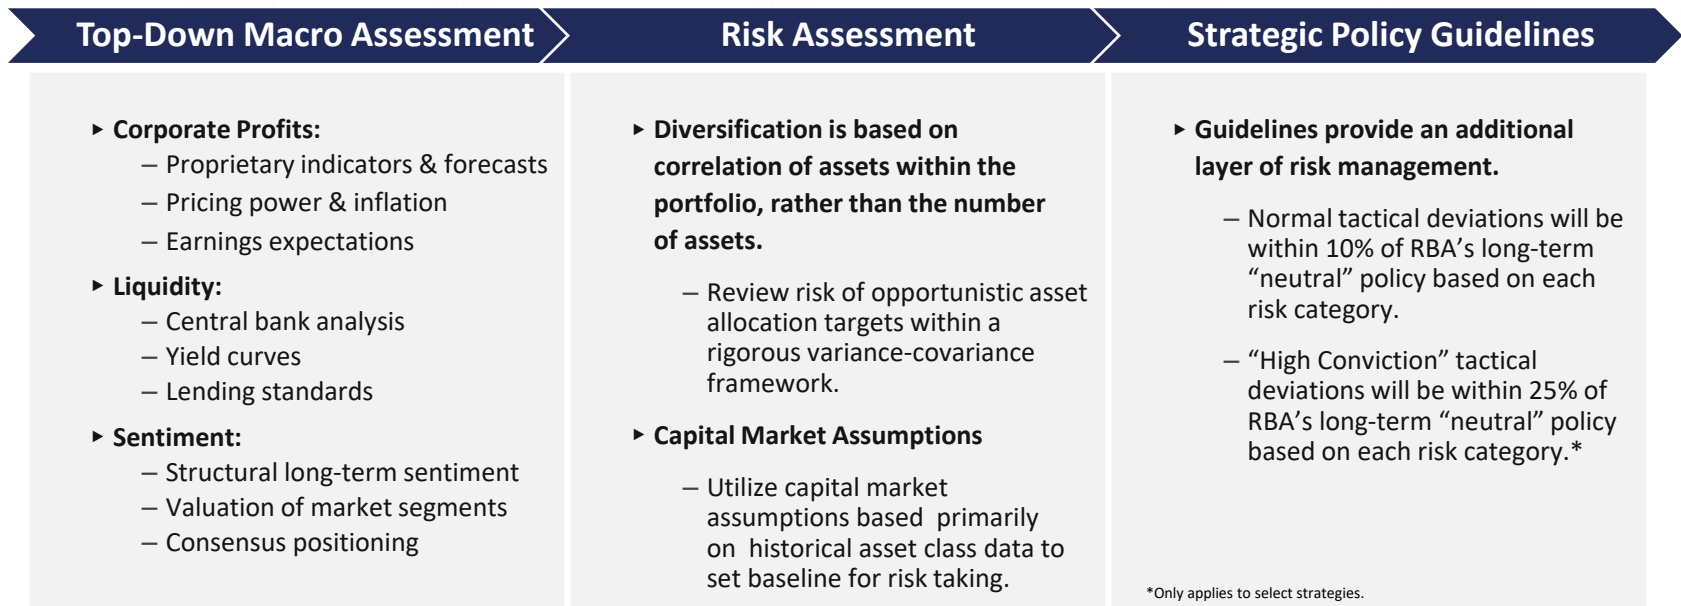 Top-Down Macro Assessment
Risk Assessment
Strategic Policy Guidelines
▸ Corporate Profits:
– Proprietary indicators & forecasts
– Pricing power & inflation
– Earnings expectations
▸ Liquidity:
– Central bank analysis
– Yield curves
– Lending standards
▸ Sentiment:
– Structural long-term sentiment
– Valuation of market segments
– Consensus positioning
▸ Diversification is based on
correlation of assets within the
portfolio, rather than the number
of assets.
– Review risk of opportunistic asset
allocation targets within a
rigorous variance-covariance
framework.
▸ Capital Market Assumptions
– Utilize capital market
assumptions based primarily
on historical asset class data to
set baseline for risk taking.
▸ Guidelines provide an additional
layer of risk management.
– Normal tactical deviations will be
within 10% of RBA’s long-term
“neutral” policy based on each
risk category.
– “High Conviction” tactical
deviations will be within 25% of
RBA’s long-term “neutral” policy
based on each risk category.*
*Only applies to select strategies.